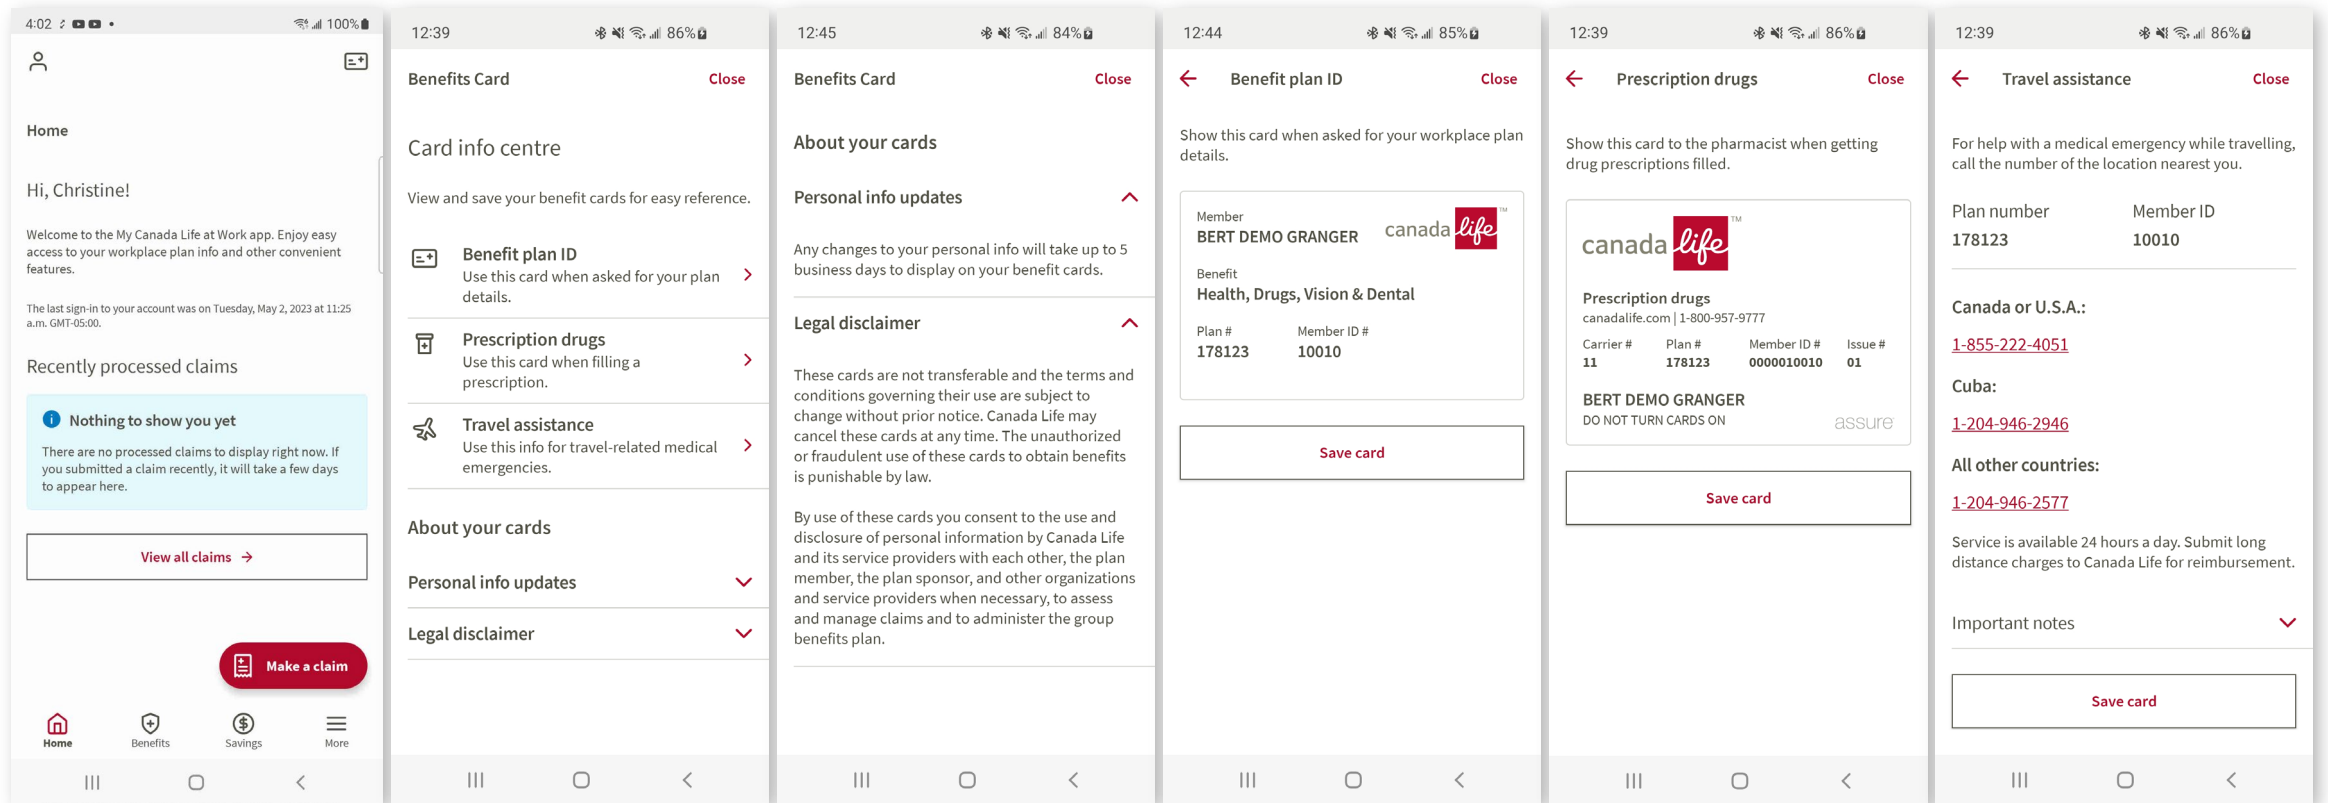 4:02
100%
Home
Hi, Christine!
Welcome to the My Canada Life at Work app. Enjoy easy
access to your workplace plan info and other convenient
features.
The last sign-in to your account was on Tuesday, May 2, 2023 at 11:25
a.m. GMT-05:00.
Recently processed claims
Nothing to show you yet
There are no processed claims to display right now. If
you submitted a claim recently, it will take a few days
to appear here.
View all claims →
Make a claim
Home
Benefits
Savings
More
12:39
86%
Benefits Card
Close
Card info centre
View and save your benefit cards for easy reference.
Benefit plan ID
Use this card when asked for your plan
details.
Prescription drugs
Use this card when filling a
prescription.
Travel assistance
Use this info for travel-related medical
emergencies.
About your cards
Personal info updates
Legal disclaimer
12:45
84%
Benefits Card
Close
About your cards
Personal info updates
Any changes to your personal info will take up to 5
business days to display on your benefit cards.
Legal disclaimer
These cards are not transferable and the terms and
conditions governing their use are subject to
change without prior notice. Canada Life may
cancel these cards at any time. The unauthorized
or fraudulent use of these cards to obtain benefits
is punishable by law.
By use of these cards you consent to the use and
disclosure of personal information by Canada Life
and its service providers with each other, the plan
member, the plan sponsor, and other organizations
and service providers when necessary, to assess
and manage claims and to administer the group
benefits plan.
12:44
85%
Benefit plan ID
Close
Show this card when asked for your workplace plan
details.
Member
BERT DEMO GRANGER
canada life™
Benefit
Health, Drugs, Vision & Dental
Plan # Member ID #
178123 10010
Save card
12:39
86%
Prescription drugs
Close
Show this card to the pharmacist when getting
drug prescriptions filled.
canada life™
Prescription drugs
canadalife.com | 1-800-957-9777
Carrier # Plan # Member ID # Issue #
11 178123 0000010010 01
BERT DEMO GRANGER
DO NOT TURN CARDS ON
assure
Save card
12:39
86%
Travel assistance
Close
For help with a medical emergency while travelling,
call the number of the location nearest you.
Plan number Member ID
178123 10010
Canada or U.S.A.:
1-855-222-4051
Cuba:
1-204-946-2946
All other countries:
1-204-946-2577
Service is available 24 hours a day. Submit long
distance charges to Canada Life for reimbursement.
Important notes
Save card